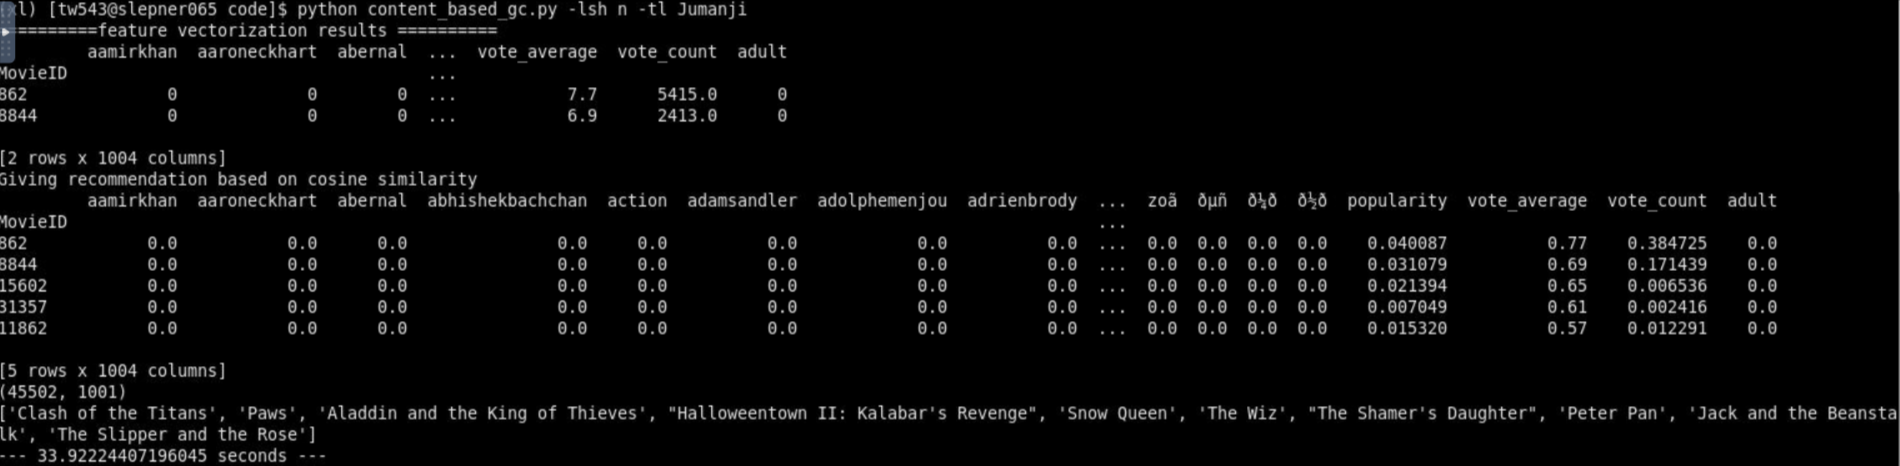 xl) [tw543@slepner065 code]$ python content_based_gc.py -lsh n -tl Jumanji
=========feature vectorization results ==========
aamirkhan aaroneckhart abernal ... vote_average vote_count adult
MovieID ...
862 0 0 0 ... 7.7 5415.0 0
8844 0 0 0 ... 6.9 2413.0 0
[2 rows x 1004 columns]
Giving recommendation based on cosine similarity
aamirkhan aaroneckhart abernal abhishekbachchan action adamsandler adolphemenjou adrienbrody ... zoã ðµñ ð¼ð ð½ð popularity vote_average vote_count adult
MovieID ...
862 0.0 0.0 0.0 0.0 0.0 0.0 0.0 0.0 ... 0.0 0.0 0.0 0.0 0.040087 0.77 0.384725 0.0
8844 0.0 0.0 0.0 0.0 0.0 0.0 0.0 0.0 ... 0.0 0.0 0.0 0.0 0.031079 0.69 0.171439 0.0
15602 0.0 0.0 0.0 0.0 0.0 0.0 0.0 0.0 ... 0.0 0.0 0.0 0.0 0.021394 0.65 0.006536 0.0
31357 0.0 0.0 0.0 0.0 0.0 0.0 0.0 0.0 ... 0.0 0.0 0.0 0.0 0.007049 0.61 0.002416 0.0
11862 0.0 0.0 0.0 0.0 0.0 0.0 0.0 0.0 ... 0.0 0.0 0.0 0.0 0.015320 0.57 0.012291 0.0
[5 rows x 1004 columns]
(45502, 1001)
['Clash of the Titans', 'Paws', 'Aladdin and the King of Thieves', "Halloweentown II: Kalabar's Revenge", 'Snow Queen', 'The Wiz', "The Shamer's Daughter", 'Peter Pan', 'Jack and the Beansta
lk', 'The Slipper and the Rose']
--- 33.92224407196045 seconds ---